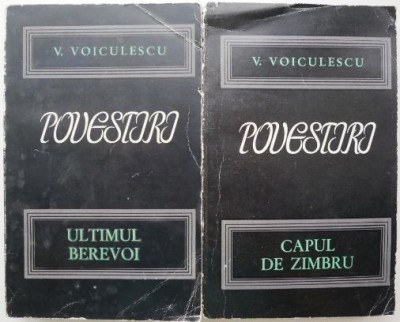 V. VOICULESCU
POVESTIRI
ULTIMUL
BEREVOI
V. VOICULESCU
POVESTIRI
CAPUL
DE ZIMBRU